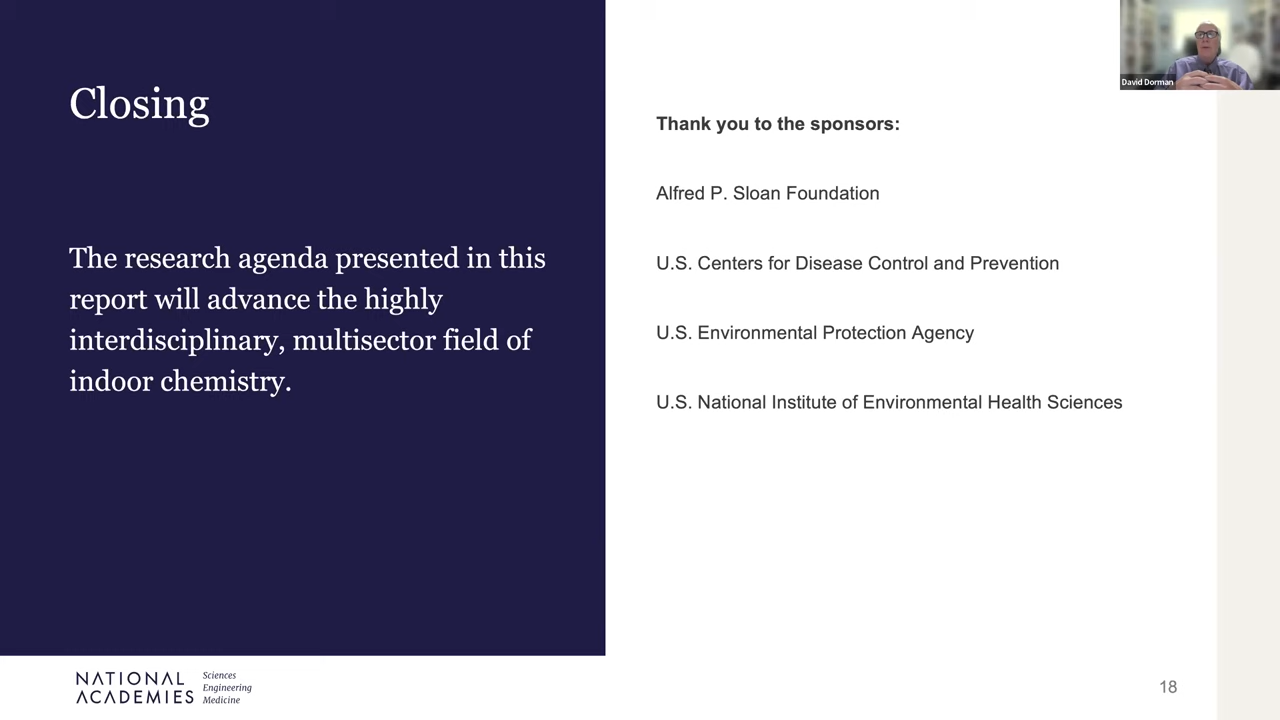 Closing
The research agenda presented in this
report will advance the highly
interdisciplinary, multisector field of
indoor chemistry.
Thank you to the sponsors:
Alfred P. Sloan Foundation
U.S. Centers for Disease Control and Prevention
U.S. Environmental Protection Agency
U.S. National Institute of Environmental Health Sciences
David Dorman
NATIONAL
ACADEMIES
Sciences
Engineering
Medicine
18